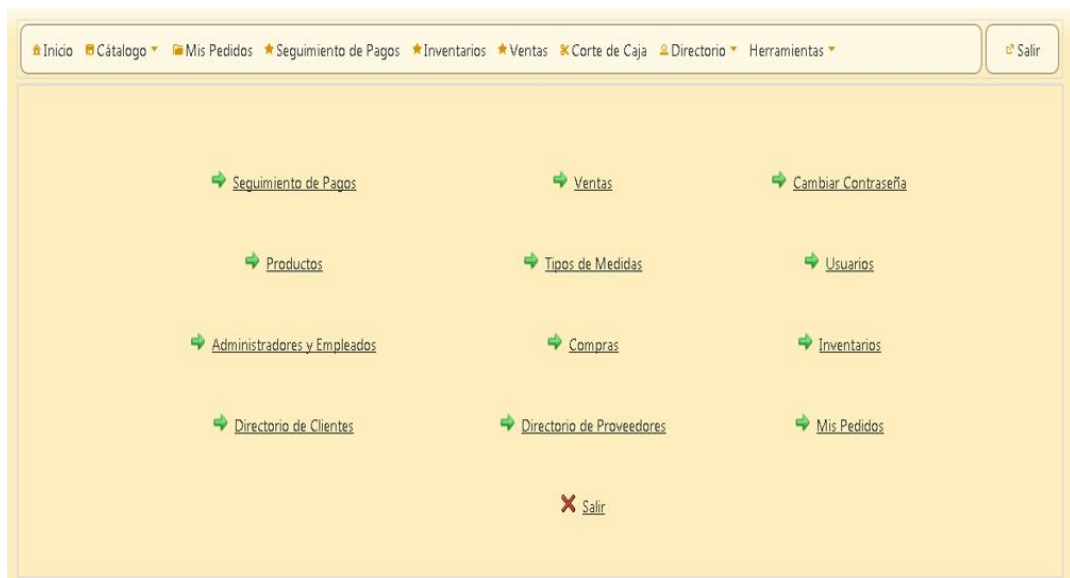 Inicio Cátalogo Mis Pedidos Seguimiento de Pagos Inventarios Ventas Corte de Caja Directorio Herramientas Salir
Seguimiento de Pagos Ventas Cambiar Contraseña
Productos Tipos de Medidas Usuarios
Administradores y Empleados Compras Inventarios
Directorio de Clientes Directorio de Proveedores Mis Pedidos
Salir